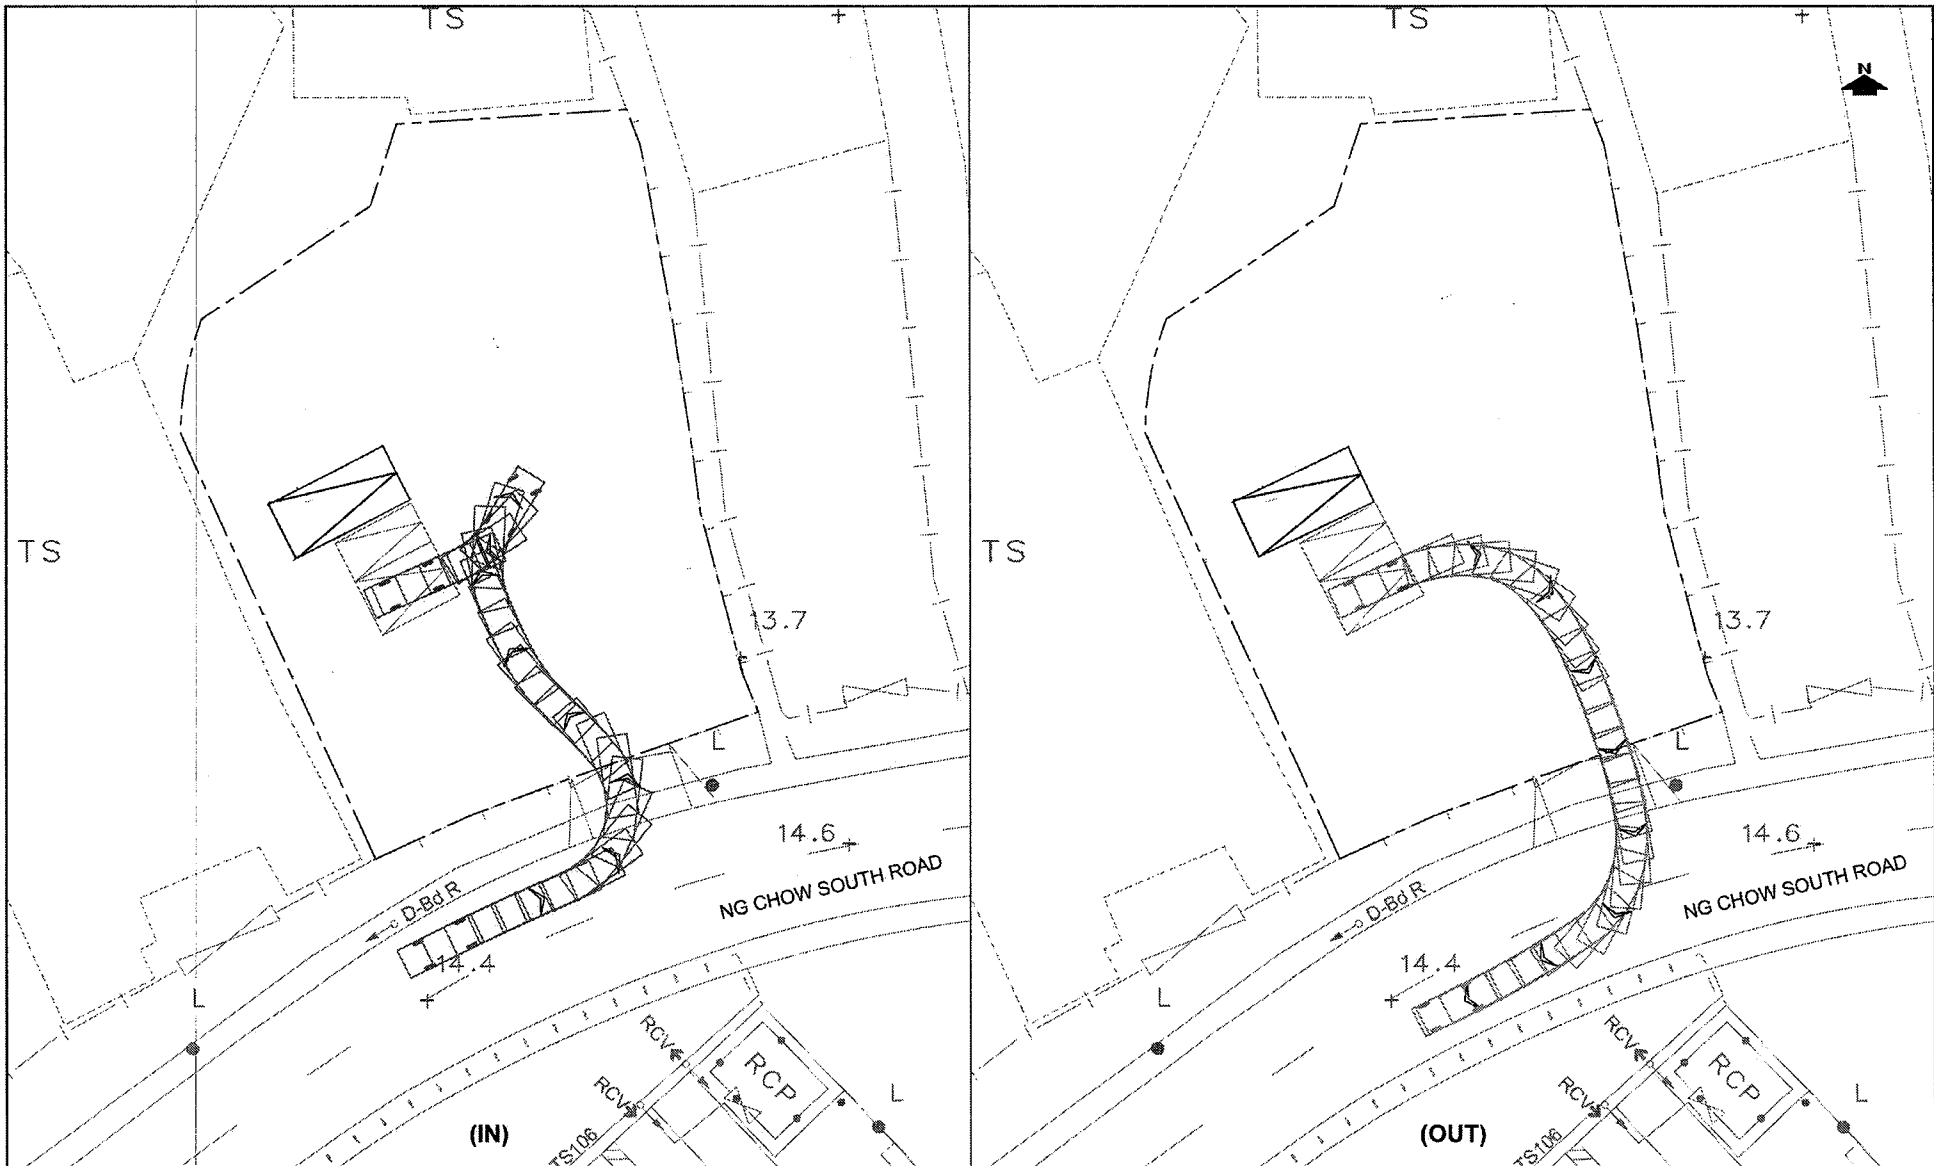 TS
TS
N
TS
TS
13.7
13.7
L
L
14.6
14.6
NG CHOW SOUTH ROAD
NG CHOW SOUTH ROAD
D-Bd R
D-Bd R
14.4
14.4
L
L
RCV
RCV
RCP
RCP
RCV
RCV
L
L
(IN)
(OUT)
TS106
TS106